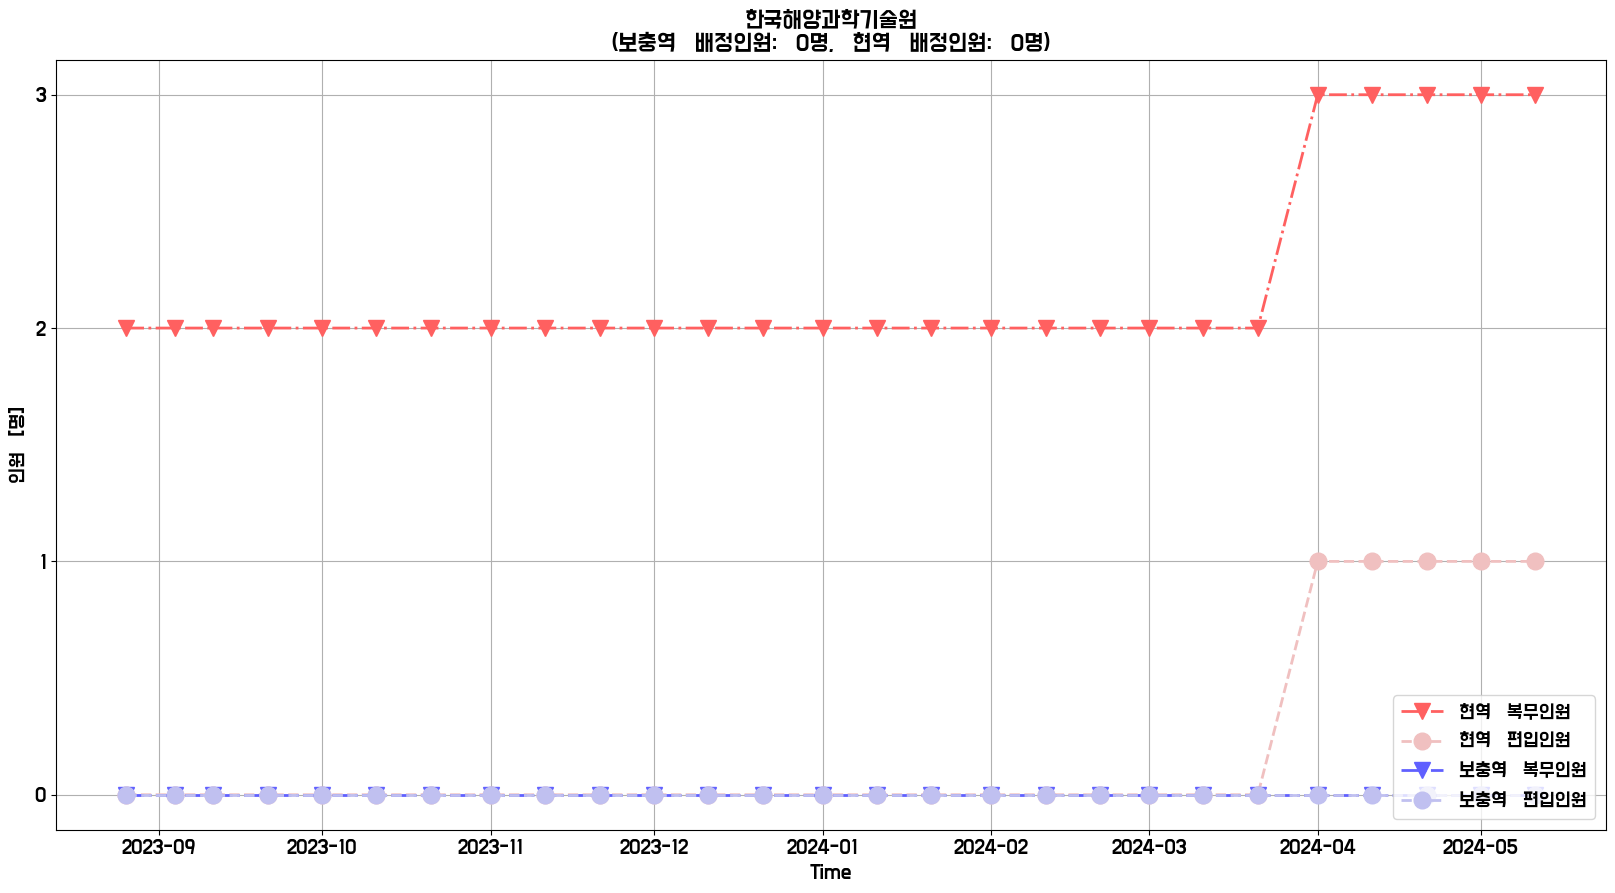 한국해양과학기술원
(보충역 배정인원: 0명, 현역 배정인원: 0명)
인원 [명]
3
2
1
0
2023-09 2023-10 2023-11 2023-12 2024-01 2024-02 2024-03 2024-04 2024-05
Time
현역 복무인원
현역 편입인원
보충역 복무인원
보충역 편입인원